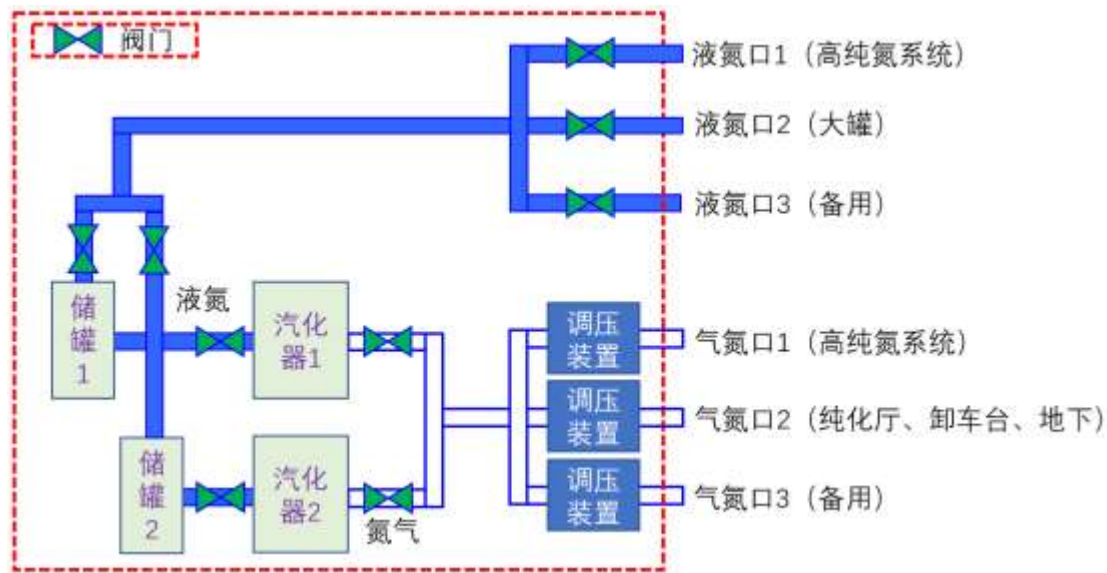 阀门
液氮口1（高纯氮系统）
液氮口2（大罐）
液氮口3（备用）
储
罐
1
液氮
汽化
器1
调压
装置
气氮口1（高纯氮系统）
调压
装置
气氮口2（纯化厅、卸车台、地下）
储
罐
2
汽化
器2
氮气
调压
装置
气氮口3（备用）